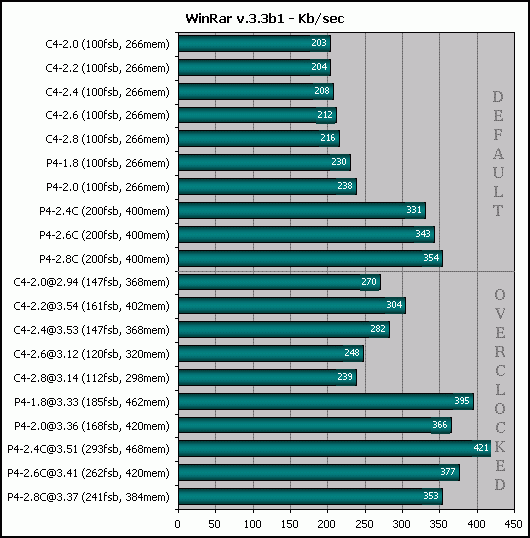 WinRar v.3.3b1 - Kb/sec
C4-2.0 (100fsb, 266mem) 203
C4-2.2 (100fsb, 266mem) 204
C4-2.4 (100fsb, 266mem) 208
C4-2.6 (100fsb, 266mem) 212
C4-2.8 (100fsb, 266mem) 216
P4-1.8 (100fsb, 266mem) 230
P4-2.0 (100fsb, 266mem) 238
P4-2.4C (200fsb, 400mem) 331
P4-2.6C (200fsb, 400mem) 343
P4-2.8C (200fsb, 400mem) 354
DEFAULT
C4-2.0@2.94 (147fsb, 368mem) 270
C4-2.2@3.54 (161fsb, 402mem) 304
C4-2.4@3.53 (147fsb, 368mem) 282
C4-2.6@3.12 (120fsb, 320mem) 248
C4-2.8@3.14 (112fsb, 298mem) 239
P4-1.8@3.33 (185fsb, 462mem) 395
P4-2.0@3.36 (168fsb, 420mem) 366
P4-2.4C@3.51 (293fsb, 468mem) 421
P4-2.6C@3.41 (262fsb, 420mem) 377
P4-2.8C@3.37 (241fsb, 384mem) 353
OVERCLOCKED
0 50 100 150 200 250 300 350 400 450